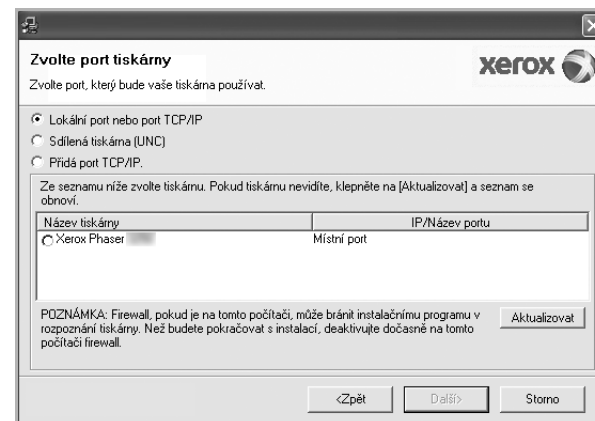 Zvolte port tiskárny
Zvolte port, který bude vaše tiskárna používat.
xerox
Lokální port nebo port TCP/IP
Sdílená tiskárna (UNC)
Přidá port TCP/IP.
Ze seznamu níže zvolte tiskárnu. Pokud tiskárnu nevidíte, klepněte na [Aktualizovat] a seznam se
obnoví.
Název tiskárny IP/Název portu
Xerox Phaser Místní port
POZNÁMKA: Firewall, pokud je na tomto počítači, může bránit instalačnímu programu v
rozpoznání tiskárny. Než budete pokračovat s instalací, deaktivujte dočasně na tomto
počítači firewall.
Aktualizovat
<Zpět Další> Storno